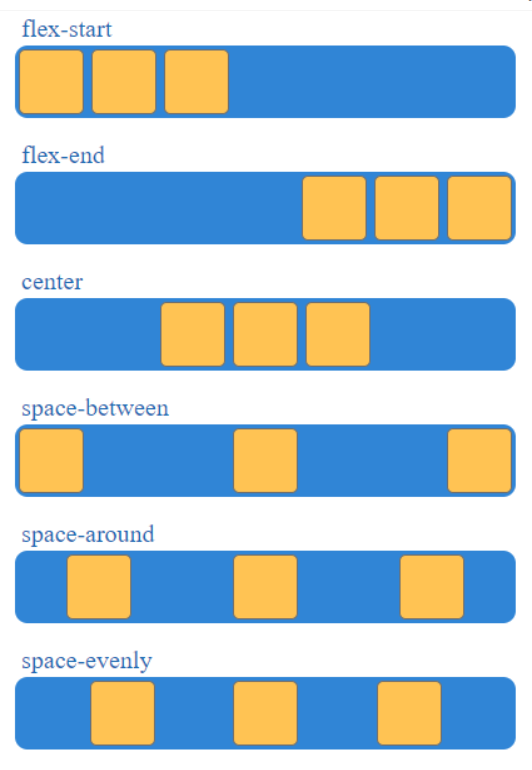 flex-start
flex-end
center
space-between
space-around
space-evenly